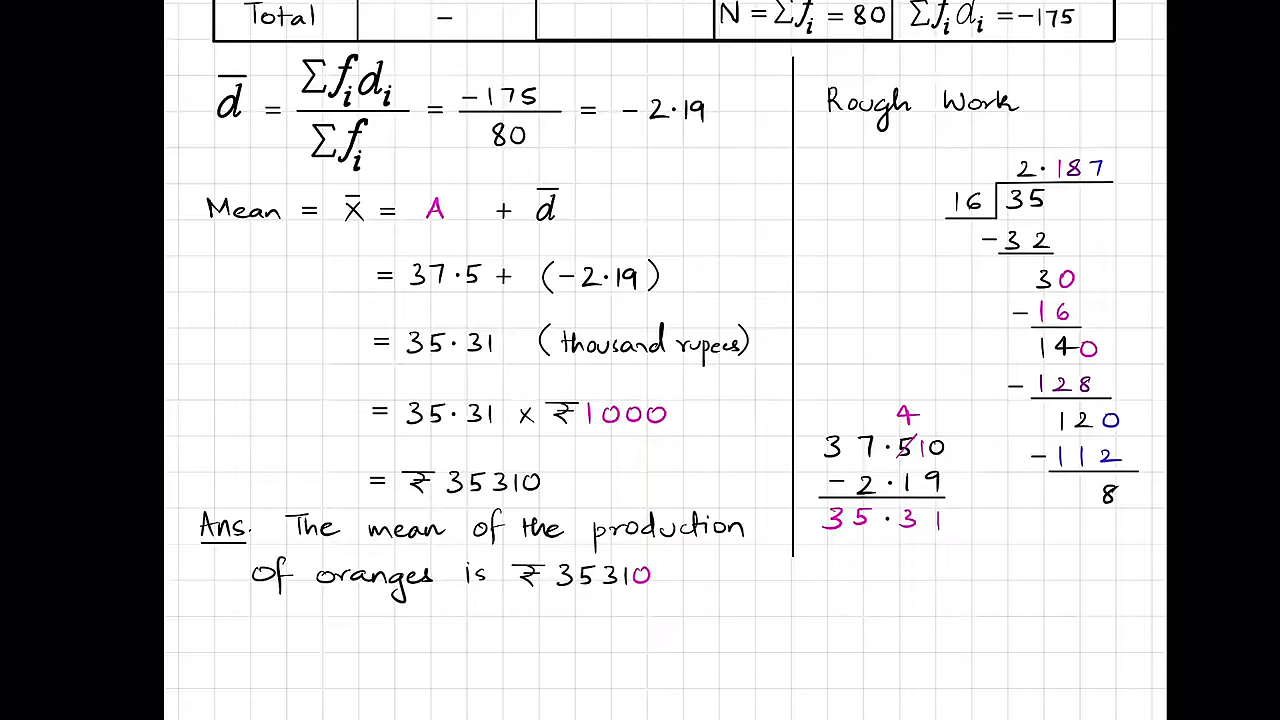 Total - N = Σfᵢ = 80 Σfᵢdᵢ = -175
d̅ = Σfᵢdᵢ / Σfᵢ = -175 / 80 = -2·19
Mean = x̅ = A + d̅
= 37·5 + (-2·19)
= 35·31 (thousand rupees)
= 35·31 × ₹1000
= ₹ 35310
Ans. The mean of the production
Of oranges is ₹ 35310
Rough Work
2·187
16 35
-32
30
-16
140
-128
120
-112
8
4
37·510
-2·19
35·31